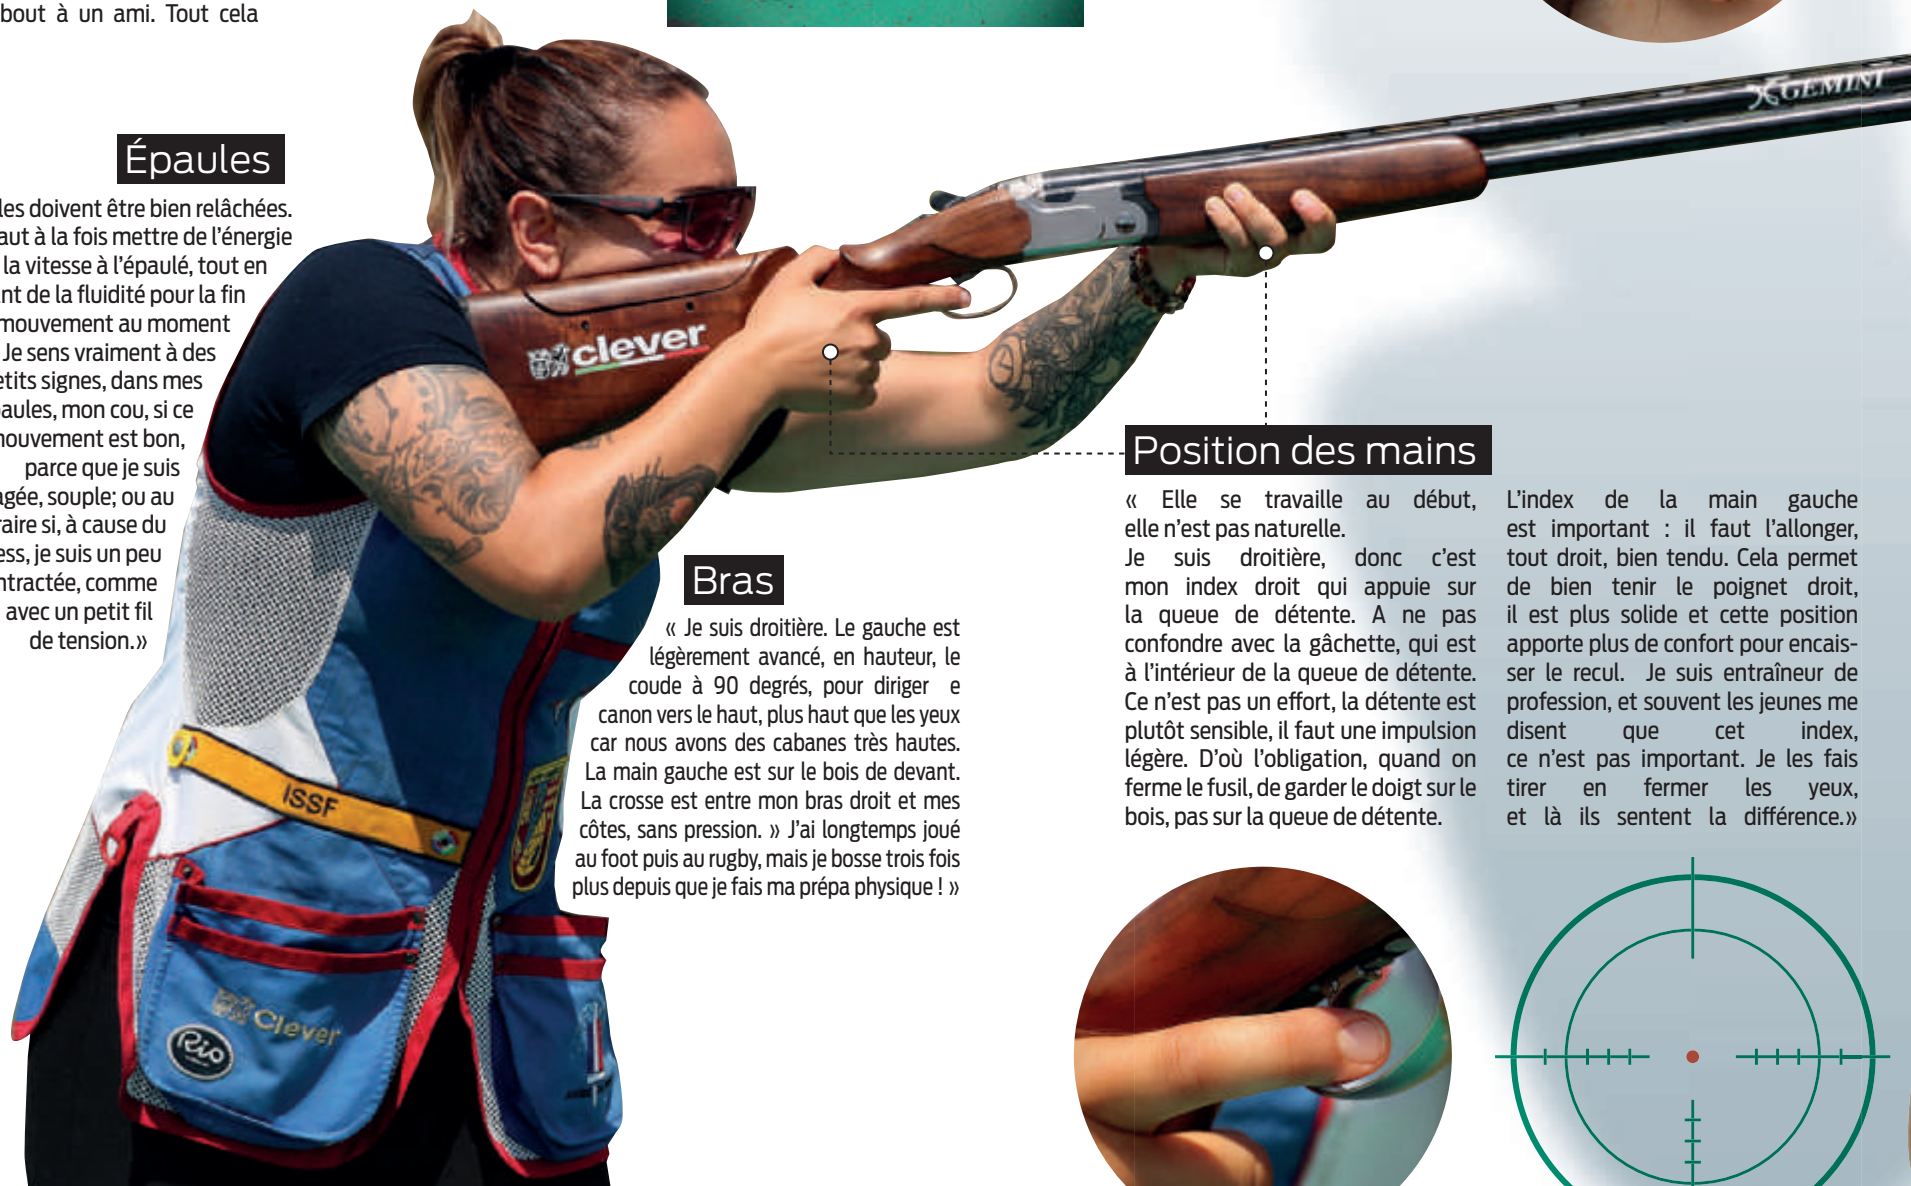 bout à un ami. Tout cela
Épaules
les doivent être bien relâchées.
aut à la fois mettre de l’énergie
la vitesse à l’épaulé, tout en
nt de la fluidité pour la fin
mouvement au moment
Je sens vraiment à des
etits signes, dans mes
aules, mon cou, si ce
mouvement est bon,
parce que je suis
agée, souple; ou au
raire si, à cause du
ess, je suis un peu
ntractée, comme
avec un petit fil
de tension.»
Bras
« Je suis droitière. Le gauche est
légèrement avancé, en hauteur, le
coude à 90 degrés, pour diriger e
canon vers le haut, plus haut que les yeux
car nous avons des cabanes très hautes.
La main gauche est sur le bois de devant.
La crosse est entre mon bras droit et mes
côtes, sans pression. » J’ai longtemps joué
au foot puis au rugby, mais je bosse trois fois
plus depuis que je fais ma prépa physique ! »
Position des mains
« Elle se travaille au début,
elle n’est pas naturelle.
Je suis droitière, donc c’est
mon index droit qui appuie sur
la queue de détente. A ne pas
confondre avec la gâchette, qui est
à l’intérieur de la queue de détente.
Ce n’est pas un effort, la détente est
plutôt sensible, il faut une impulsion
légère. D’où l’obligation, quand on
ferme le fusil, de garder le doigt sur le
bois, pas sur la queue de détente.
L’index de la main gauche
est important : il faut l’allonger,
tout droit, bien tendu. Cela permet
de bien tenir le poignet droit,
il est plus solide et cette position
apporte plus de confort pour encais-
ser le recul. Je suis entraîneur de
profession, et souvent les jeunes me
disent que cet index,
ce n’est pas important. Je les fais
tirer en fermer les yeux,
et là ils sentent la différence.»
GEMINI
clever
ISSF
Clever
Rio